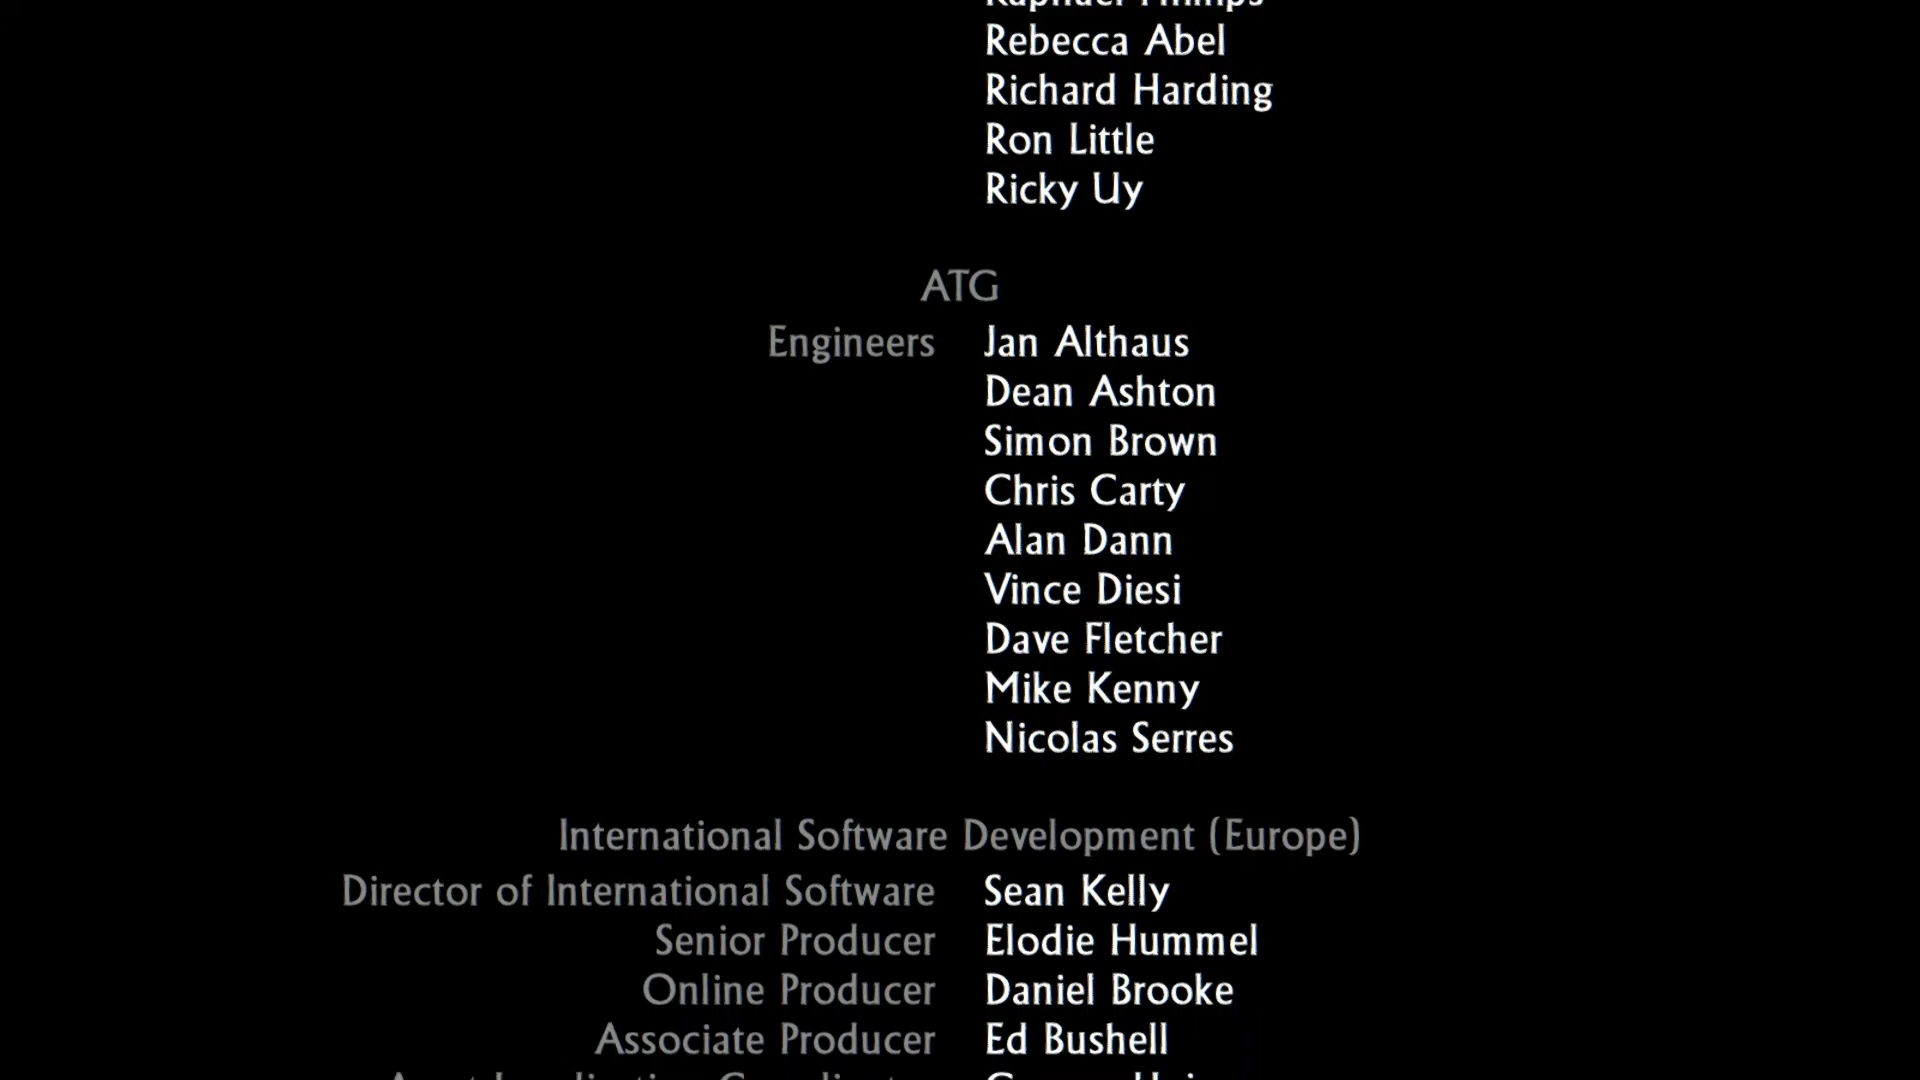 Rebecca Abel
Richard Harding
Ron Little
Ricky Uy
ATG
Engineers Jan Althaus
Dean Ashton
Simon Brown
Chris Carty
Alan Dann
Vince Diesi
Dave Fletcher
Mike Kenny
Nicolas Serres
International Software Development (Europe)
Director of International Software Sean Kelly
Senior Producer Elodie Hummel
Online Producer Daniel Brooke
Associate Producer Ed Bushell